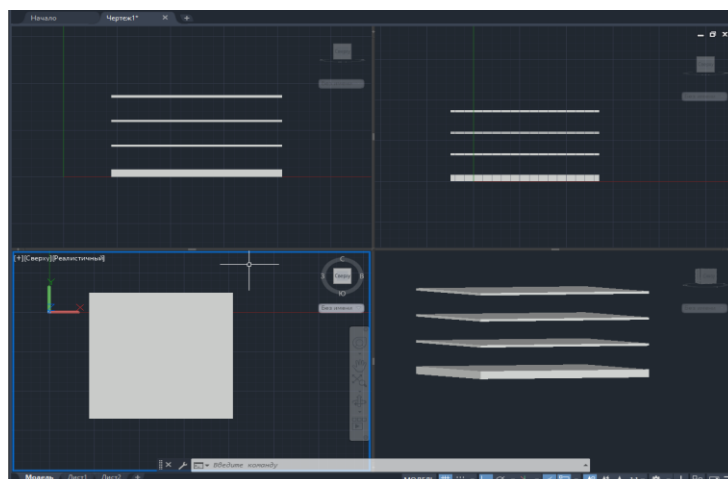 Начало
Чертеж1*
[+][Сверху][Реалистичный]
С
З
Сверху
В
Ю
Y
X
Введите команду
Модель
Лист1
Лист2
МОДЕЛЬ